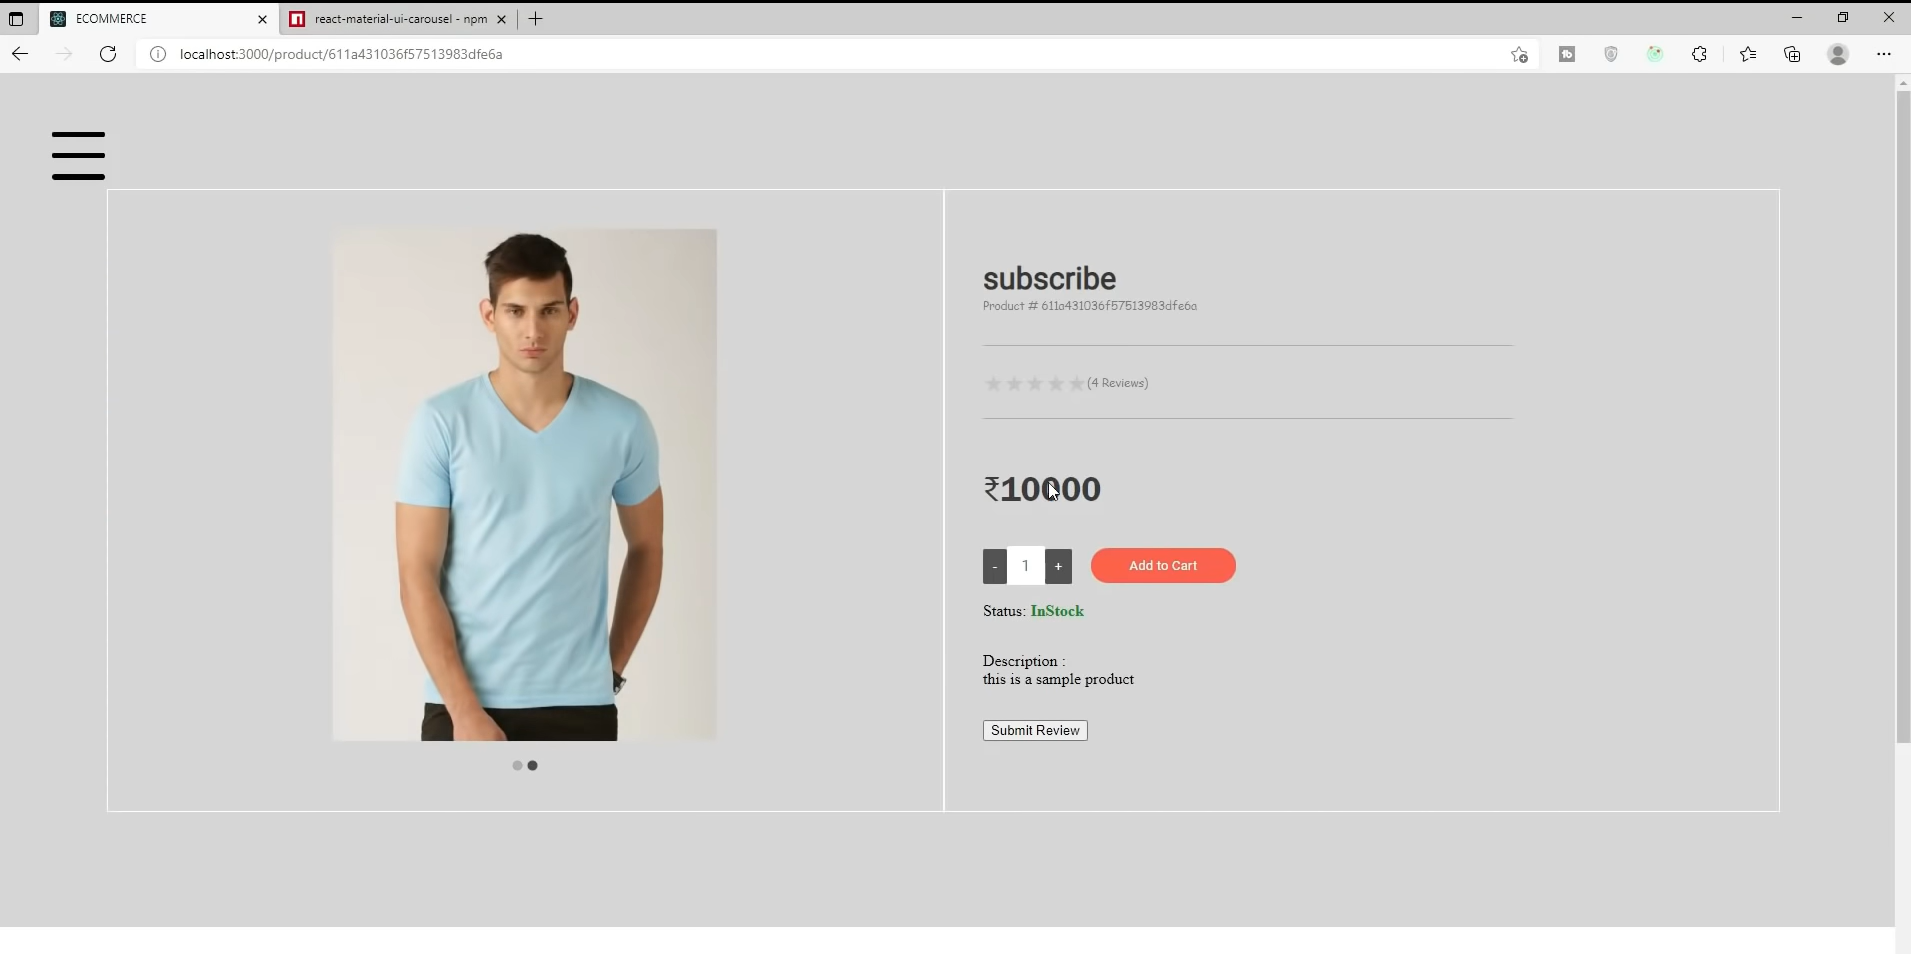 ECOMMERCE
react-material-ui-carousel - npm
localhost:3000/product/611a431036f57513983dfe6a
subscribe
Product # 611a431036f57513983dfe6a
(4 Reviews)
₹10000
- 1 + Add to Cart
Status: InStock
Description :
this is a sample product
Submit Review